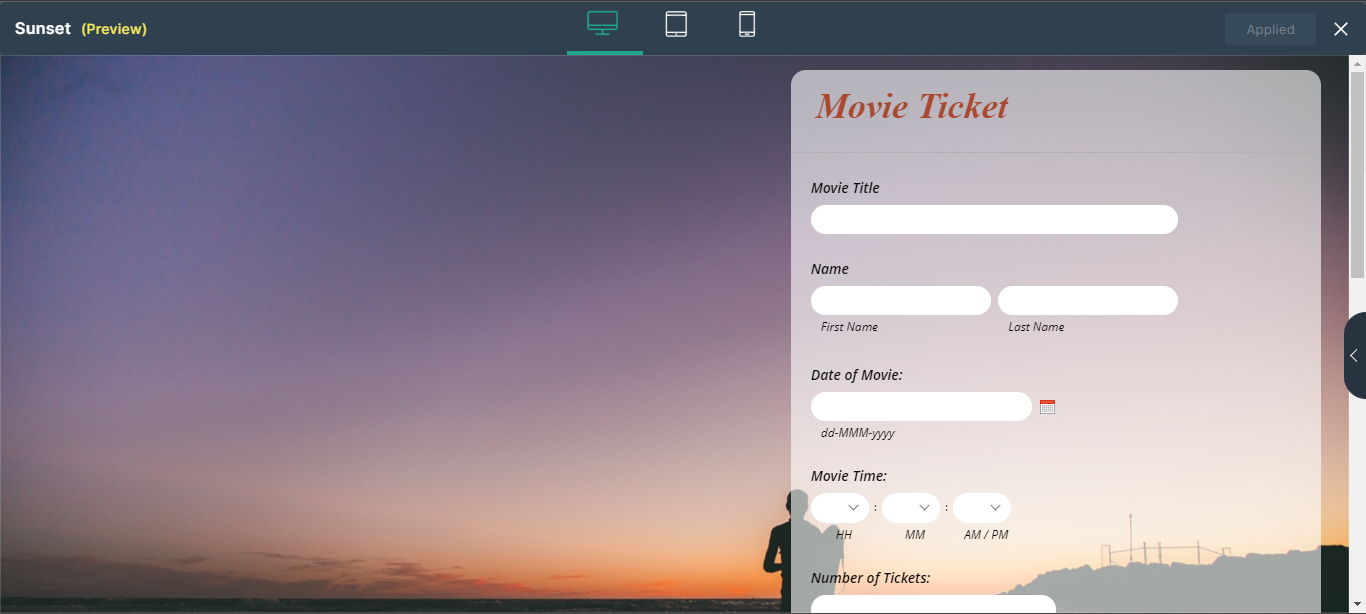 Sunset (Preview)
Applied
Movie Ticket
Movie Title
Name
First Name Last Name
Date of Movie:
dd-MMM-yyyy
Movie Time:
: :
HH MM AM / PM
Number of Tickets: